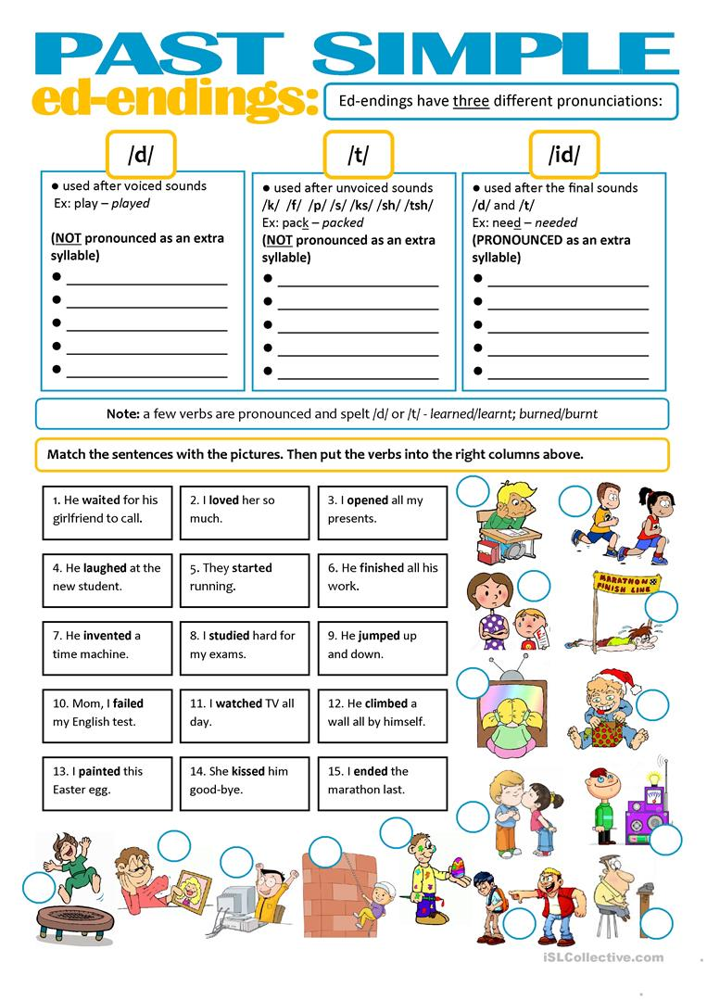 PAST SIMPLE
ed-endings:
Ed-endings have three different pronunciations:
/d/
● used after voiced sounds
Ex: play – played
(NOT pronounced as an extra
syllable)
●
●
●
●
●
/t/
● used after unvoiced sounds
/k/ /f/ /p/ /s/ /ks/ /sh/ /tsh/
Ex: pack – packed
(NOT pronounced as an extra
syllable)
●
●
●
●
●
/id/
● used after the final sounds
/d/ and /t/
Ex: need – needed
(PRONOUNCED as an extra
syllable)
●
●
●
●
●
Note: a few verbs are pronounced and spelt /d/ or /t/ - learned/learnt; burned/burnt
Match the sentences with the pictures. Then put the verbs into the right columns above.
1. He waited for his
girlfriend to call.
2. I loved her so
much.
3. I opened all my
presents.
4. He laughed at the
new student.
5. They started
running.
6. He finished all his
work.
7. He invented a
time machine.
8. I studied hard for
my exams.
9. He jumped up
and down.
10. Mom, I failed
my English test.
11. I watched TV all
day.
12. He climbed a
wall all by himself.
13. I painted this
Easter egg.
14. She kissed him
good-bye.
15. I ended the
marathon last.
MARATHON
FINISH LINE
iSLCollective.com